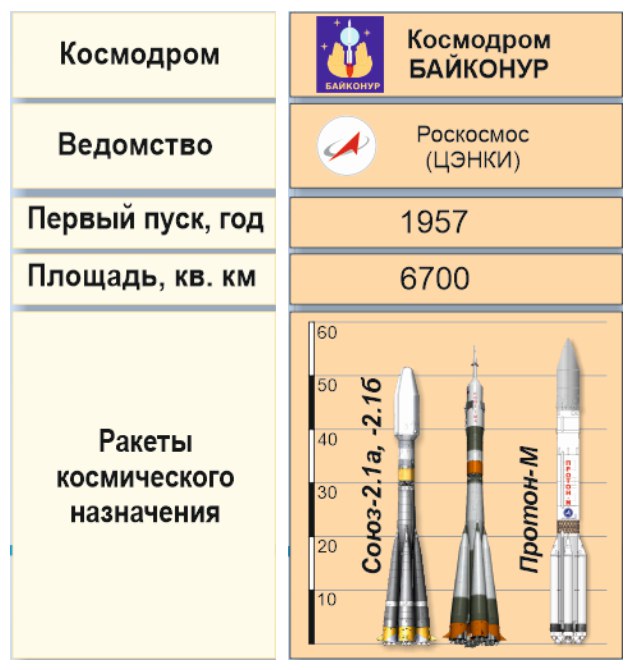 Космодром
БАЙКОНУР
Космодром
БАЙКОНУР
Ведомство
Роскосмос
(ЦЭНКИ)
Первый пуск, год
1957
Площадь, кв. км
6700
Ракеты
космического
назначения
60
50
40
30
20
10
Союз-2.1а, -2.1б
Протон-М
ПРОТОН-М